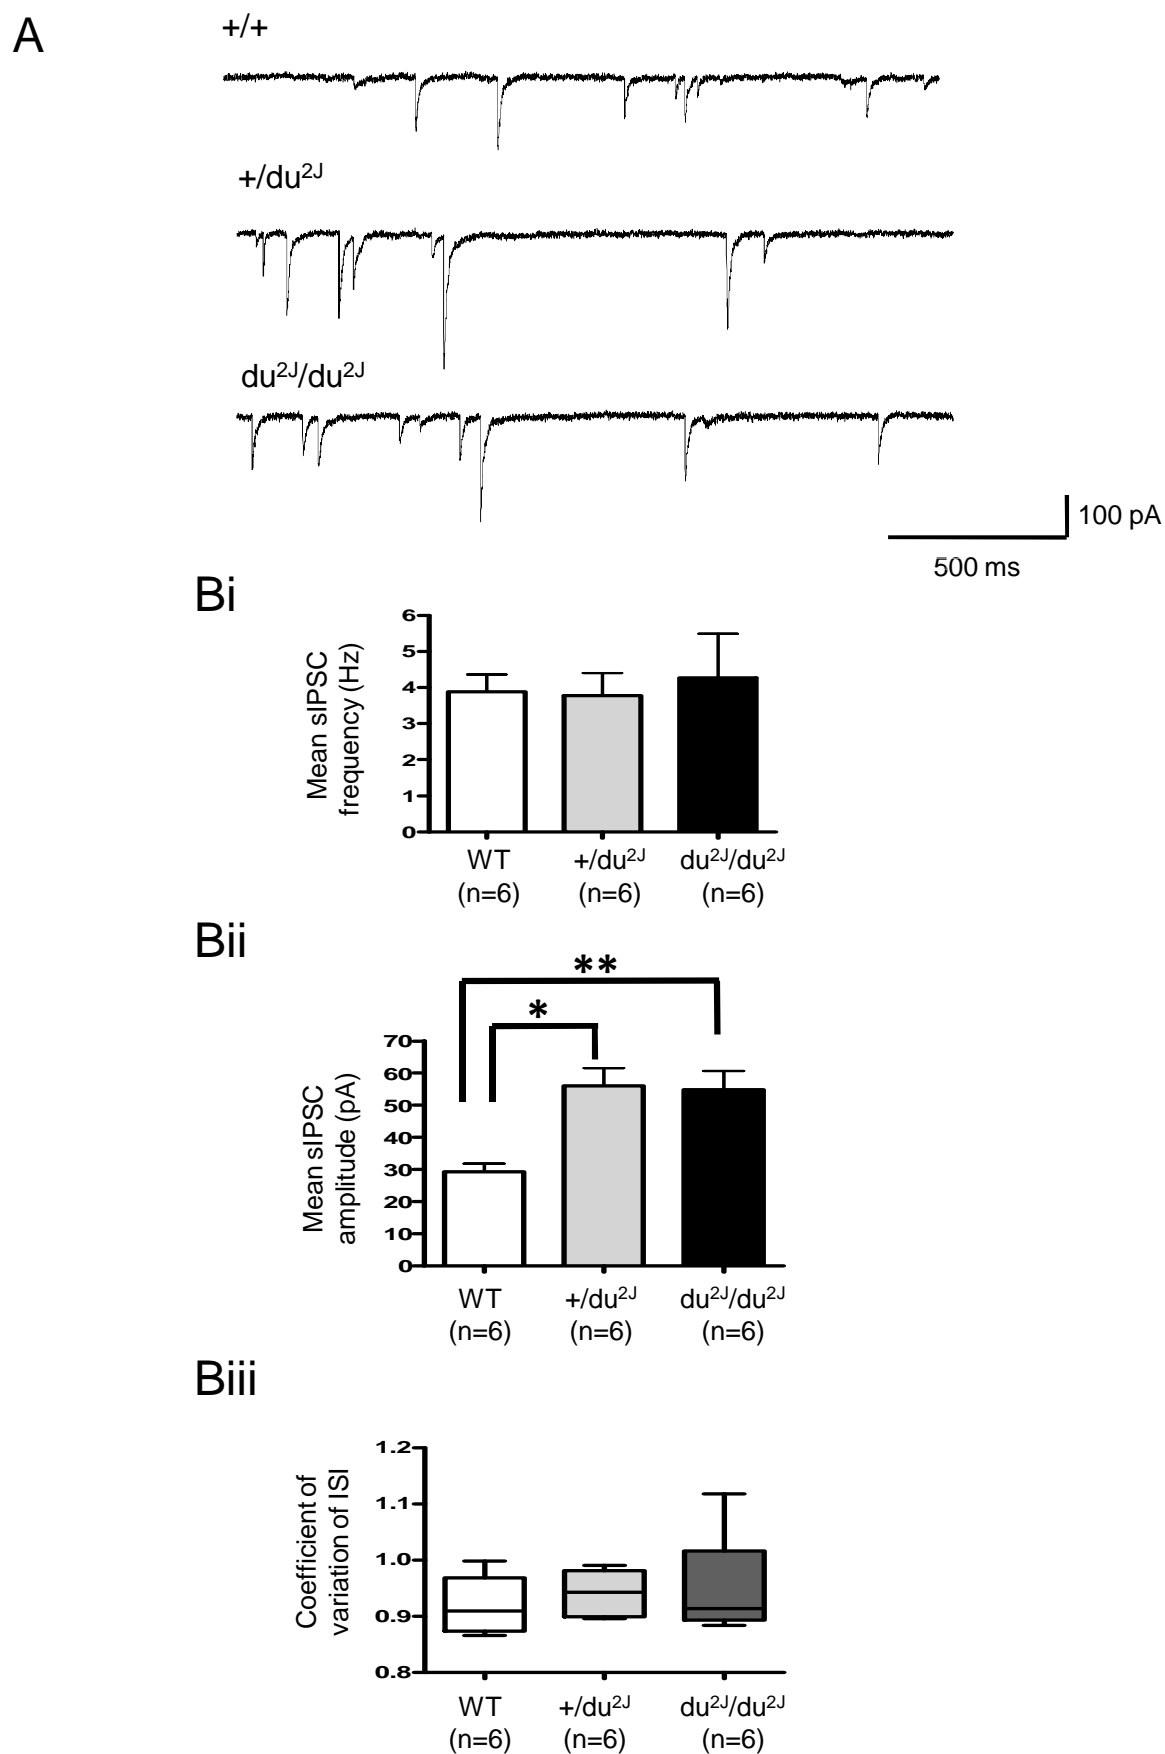 A
+/+
+/du²ᴶ
du²ᴶ/du²ᴶ
100 pA
500 ms
Bi
Mean sIPSC
frequency (Hz)
6
5
4
3
2
1
0
WT +/du²ᴶ du²ᴶ/du²ᴶ
(n=6) (n=6) (n=6)
Bii
**
*
Mean sIPSC
amplitude (pA)
70
60
50
40
30
20
10
0
WT +/du²ᴶ du²ᴶ/du²ᴶ
(n=6) (n=6) (n=6)
Biii
Coefficient of
variation of ISI
1.2
1.1
1.0
0.9
0.8
WT +/du²ᴶ du²ᴶ/du²ᴶ
(n=6) (n=6) (n=6)